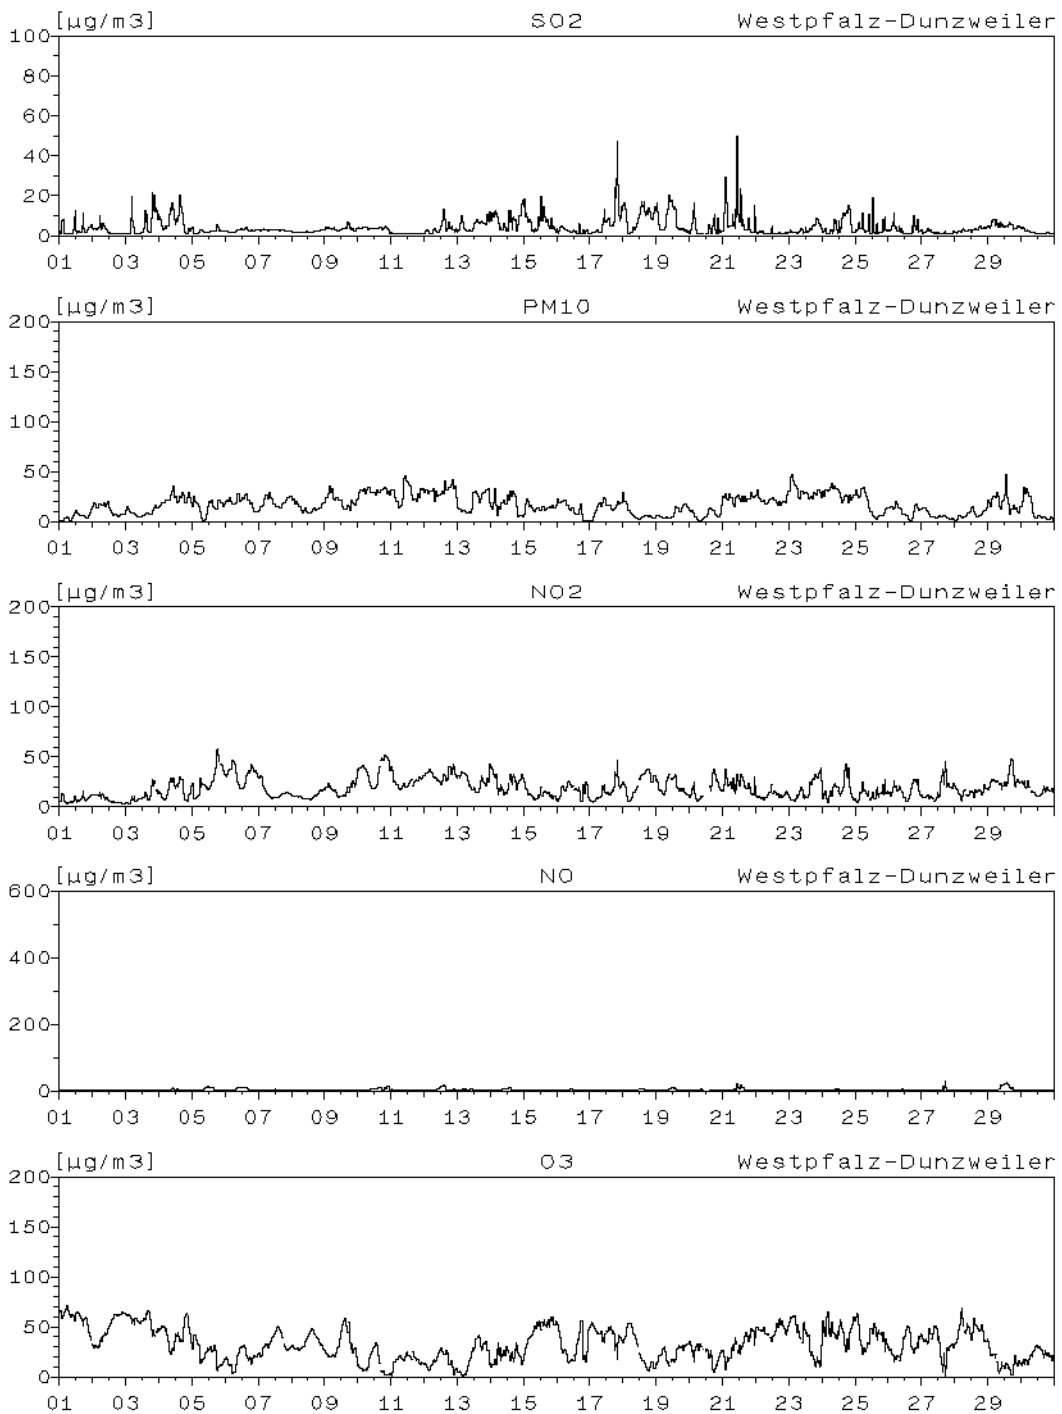 [µg/m3] SO2 Westpfalz-Dunzweiler
100
80
60
40
20
0
01 03 05 07 09 11 13 15 17 19 21 23 25 27 29
[µg/m3] PM10 Westpfalz-Dunzweiler
200
150
100
50
0
01 03 05 07 09 11 13 15 17 19 21 23 25 27 29
[µg/m3] NO2 Westpfalz-Dunzweiler
200
150
100
50
0
01 03 05 07 09 11 13 15 17 19 21 23 25 27 29
[µg/m3] NO Westpfalz-Dunzweiler
600
400
200
0
01 03 05 07 09 11 13 15 17 19 21 23 25 27 29
[µg/m3] O3 Westpfalz-Dunzweiler
200
150
100
50
0
01 03 05 07 09 11 13 15 17 19 21 23 25 27 29